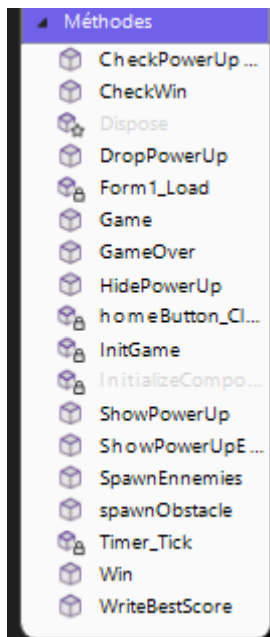 Méthodes
CheckPowerUp ...
CheckWin
Dispose
DropPowerUp
Form1_Load
Game
GameOver
HidePowerUp
homeButton_Cl...
InitGame
InitializeCompo...
ShowPowerUp
ShowPowerUpE...
SpawnEnnemies
spawnObstacle
Timer_Tick
Win
WriteBestScore